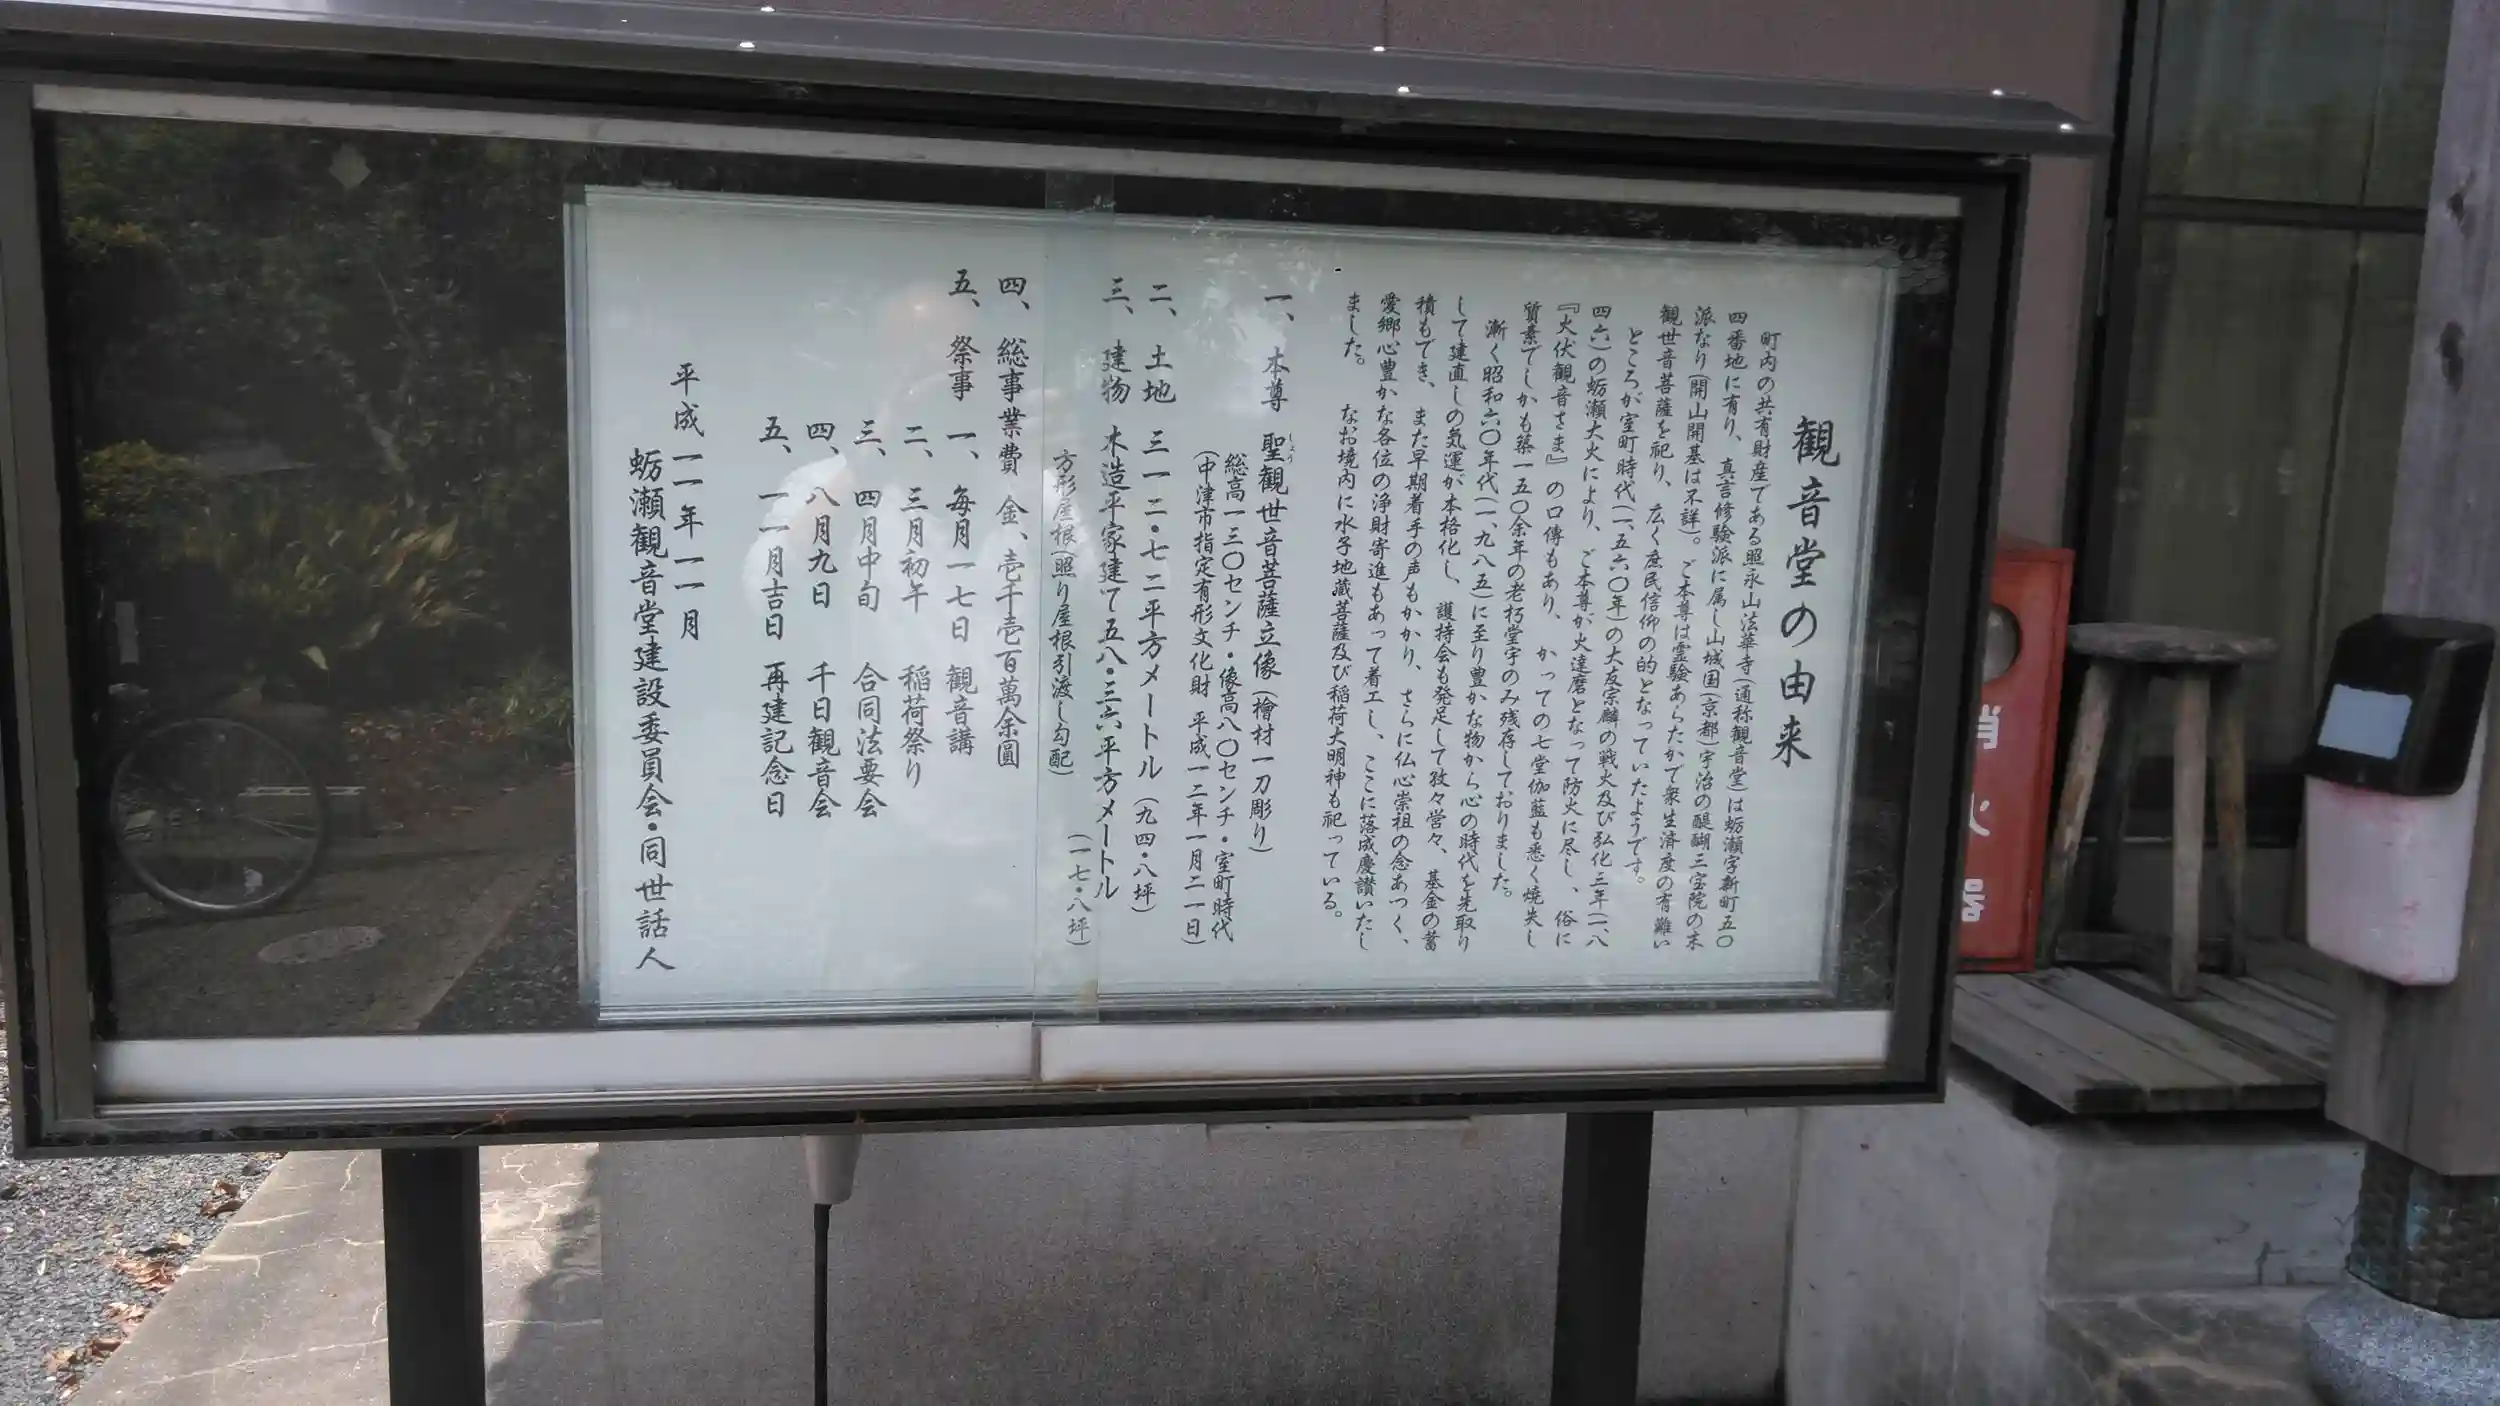 観音堂の由来
町内の共有財産である照永山法華寺(通称観音堂)は蛎瀬字新町五〇
四番地に有り、真言修験派に属し山城国(京都)宇治の醍醐三宝院の末
派なり(開山開基は不詳)。ご本尊は霊験あらたかで衆生済度の有難い
観世音菩薩を祀り、広く庶民信仰の的となっていたようです。
ところが室町時代(一、五六〇年)の大友宗麟の戦火及び弘化三年(一、八
四六)の蛎瀬大火により、ご本尊が火達磨となって防火に尽し、俗に
『火伏観音さま』の口傳もあり、かっての七堂伽藍も悉く焼失し
質素でしかも築一五〇余年の老朽堂宇のみ残存しておりました。
漸く昭和六〇年代(一、九八五)に至り豊かな物から心の時代を先取り
して建直しの気運が本格化し、護持会も発足して孜々営々、基金の蓄
積もでき、また早期着手の声もかかり、さらに仏心崇祖の念あつく、
愛郷心豊かな各位の浄財寄進もあって着工し、ここに落成慶讃いたし
ました。なお境内に水子地蔵菩薩及び稲荷大明神も祀っている。
一、本尊 聖観世音菩薩立像(檜材一刀彫り)
しょう
総高一三〇センチ・像高八〇センチ・室町時代
(中津市指定有形文化財 平成一二年一月二一日)
二、土地 三一二・七二平方メートル(九四・八坪)
三、建物 木造平家建て五八・三六平方メートル
(一七・八坪)
方形屋根(照り屋根引渡し勾配)
四、総事業費 金、壱千壱百萬余圓
五、祭事 一、毎月一七日 観音講
二、三月初午 稲荷祭り
三、四月中旬 合同法要会
四、八月九日 千日観音会
五、一一月吉日 再建記念日
平成一一年一一月
蛎瀬観音堂建設委員会・同世話人
消火器